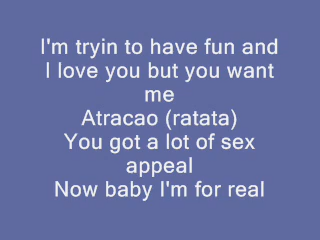 I'm tryin to have fun and
I love you but you want
me
Atracao (ratata)
You got a lot of sex
appeal
Now baby I'm for real